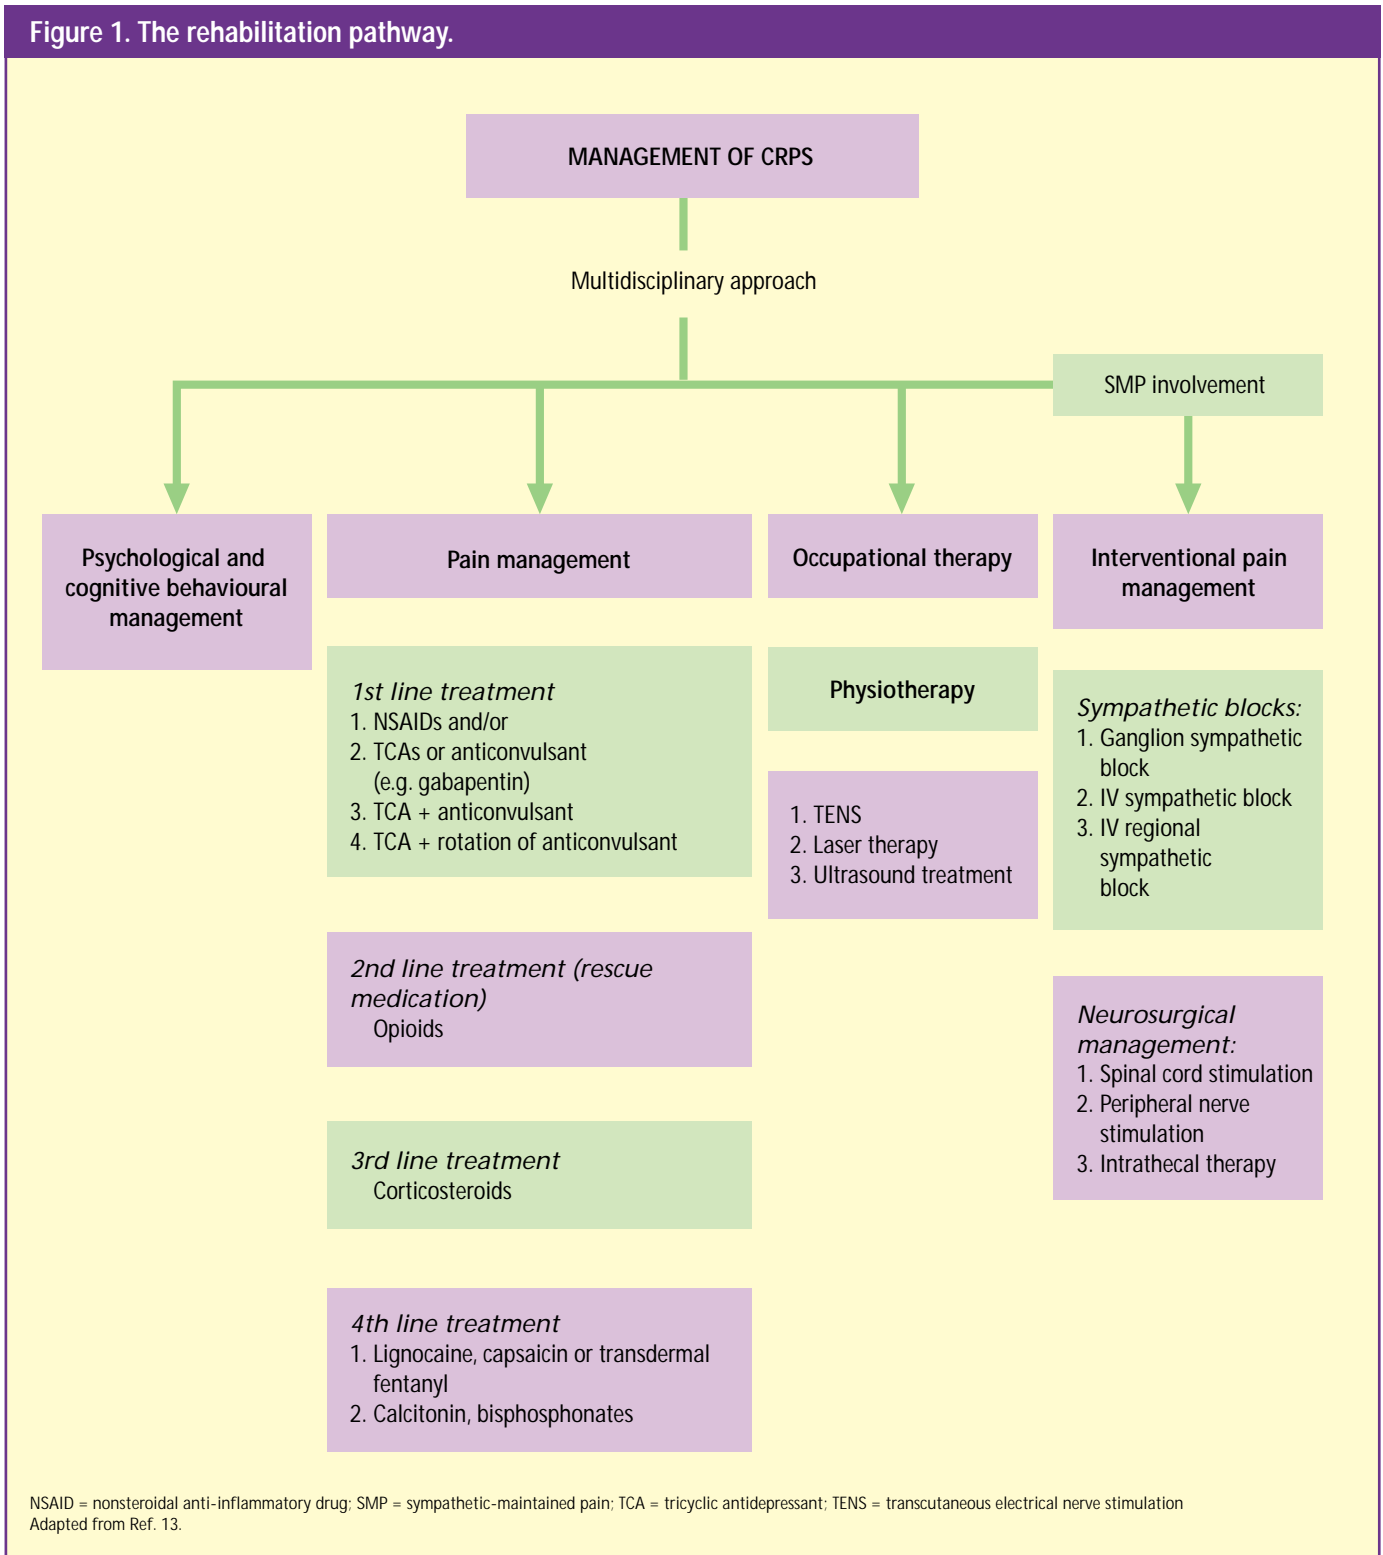 Figure 1. The rehabilitation pathway.
MANAGEMENT OF CRPS
Multidisciplinary approach
SMP involvement
Psychological and
cognitive behavioural
management
Pain management
1st line treatment
1. NSAIDs and/or
2. TCAs or anticonvulsant
(e.g. gabapentin)
3. TCA + anticonvulsant
4. TCA + rotation of anticonvulsant
2nd line treatment (rescue
medication)
Opioids
3rd line treatment
Corticosteroids
4th line treatment
1. Lignocaine, capsaicin or transdermal
fentanyl
2. Calcitonin, bisphosphonates
Occupational therapy
Physiotherapy
1. TENS
2. Laser therapy
3. Ultrasound treatment
Interventional pain
management
Sympathetic blocks:
1. Ganglion sympathetic
block
2. IV sympathetic block
3. IV regional
sympathetic
block
Neurosurgical
management:
1. Spinal cord stimulation
2. Peripheral nerve
stimulation
3. Intrathecal therapy
NSAID = nonsteroidal anti-inflammatory drug; SMP = sympathetic-maintained pain; TCA = tricyclic antidepressant; TENS = transcutaneous electrical nerve stimulation
Adapted from Ref. 13.